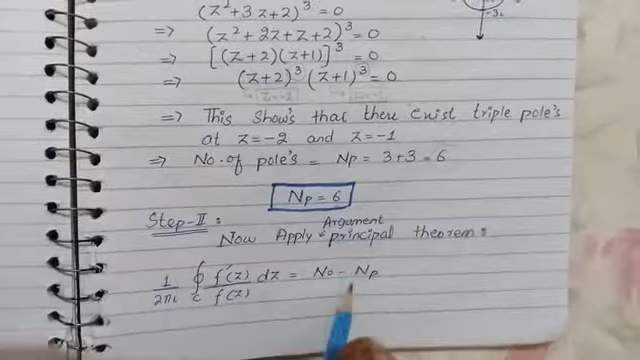 (z²+3z+2)³=0
=> (z²+2z+z+2)³=0
=> [(z+2)(z+1)]³=0
=> (z+2)³(z+1)³=0
=> This show's that there exist triple pole's
at z=-2 and z=-1
=> No. of pole's = Np = 3+3 = 6
Np = 6
Step-II:
Now Apply Argument principal theorem:
1/2πi ∮c f'(z)/f(z) dz = No - Np
-3i